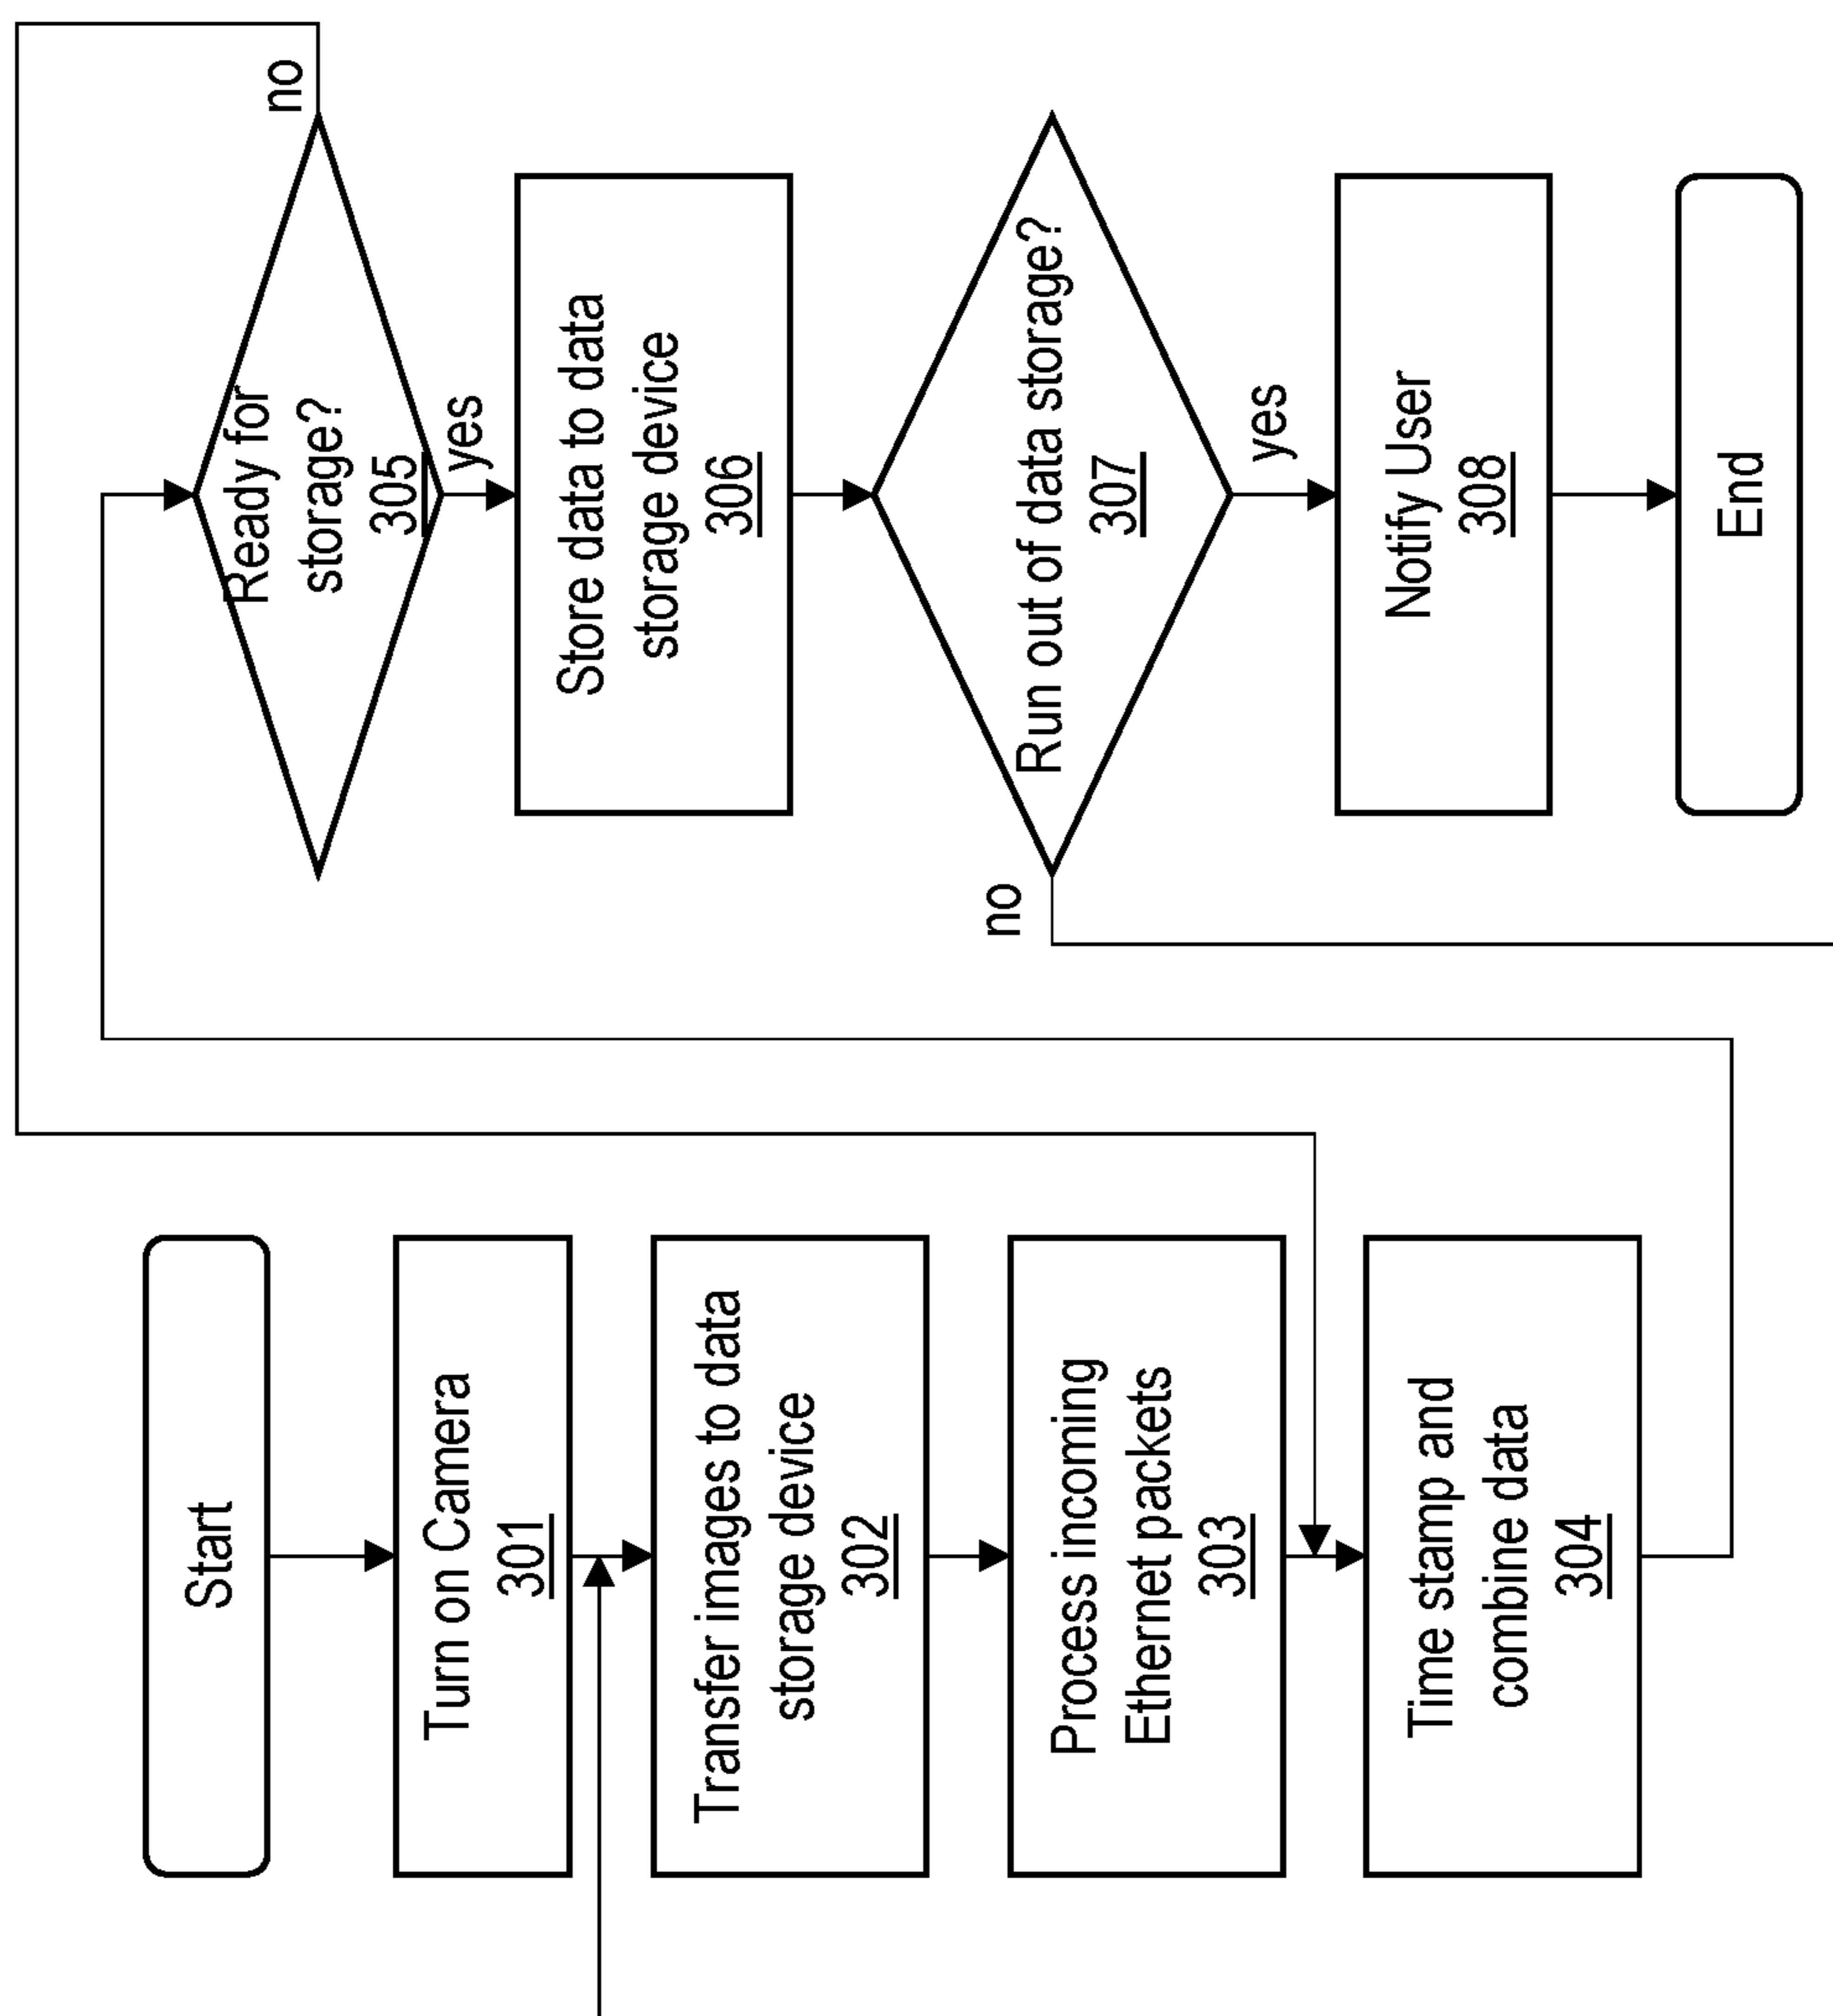 Start
Turn on Camera
301
Transfer images to data
storage device
302
Process incoming
Ethernet packets
303
Time stamp and
combine data
304
Ready for
storage?
305
no
yes
Store data to data
storage device
306
Run out of data storage?
307
no
yes
Notify User
308
End